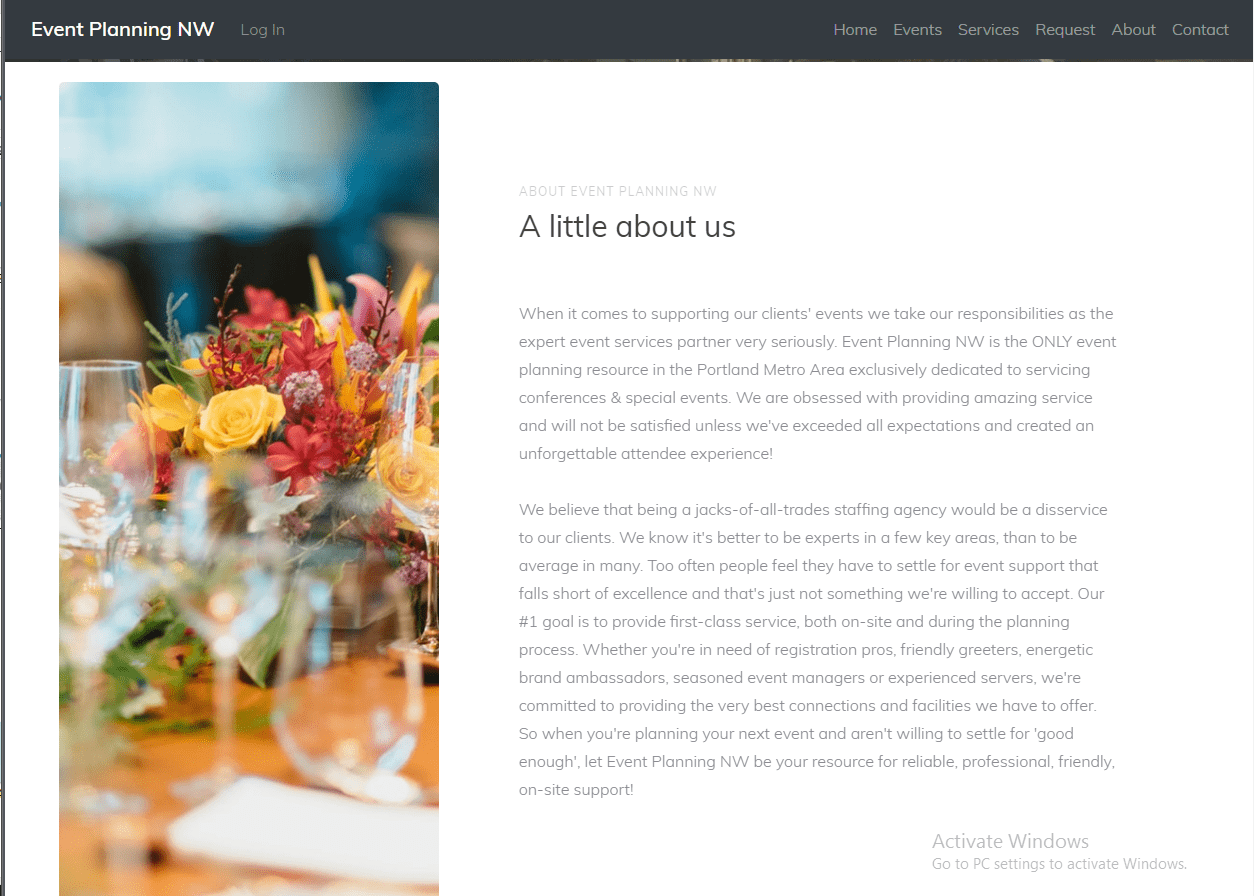 Event Planning NW Log In Home Events Services Request About Contact
ABOUT EVENT PLANNING NW
A little about us
When it comes to supporting our clients' events we take our responsibilities as the
expert event services partner very seriously. Event Planning NW is the ONLY event
planning resource in the Portland Metro Area exclusively dedicated to servicing
conferences & special events. We are obsessed with providing amazing service
and will not be satisfied unless we've exceeded all expectations and created an
unforgettable attendee experience!
We believe that being a jacks-of-all-trades staffing agency would be a disservice
to our clients. We know it's better to be experts in a few key areas, than to be
average in many. Too often people feel they have to settle for event support that
falls short of excellence and that's just not something we're willing to accept. Our
#1 goal is to provide first-class service, both on-site and during the planning
process. Whether you're in need of registration pros, friendly greeters, energetic
brand ambassadors, seasoned event managers or experienced servers, we're
committed to providing the very best connections and facilities we have to offer.
So when you're planning your next event and aren't willing to settle for 'good
enough', let Event Planning NW be your resource for reliable, professional, friendly,
on-site support!
Activate Windows
Go to PC settings to activate Windows.